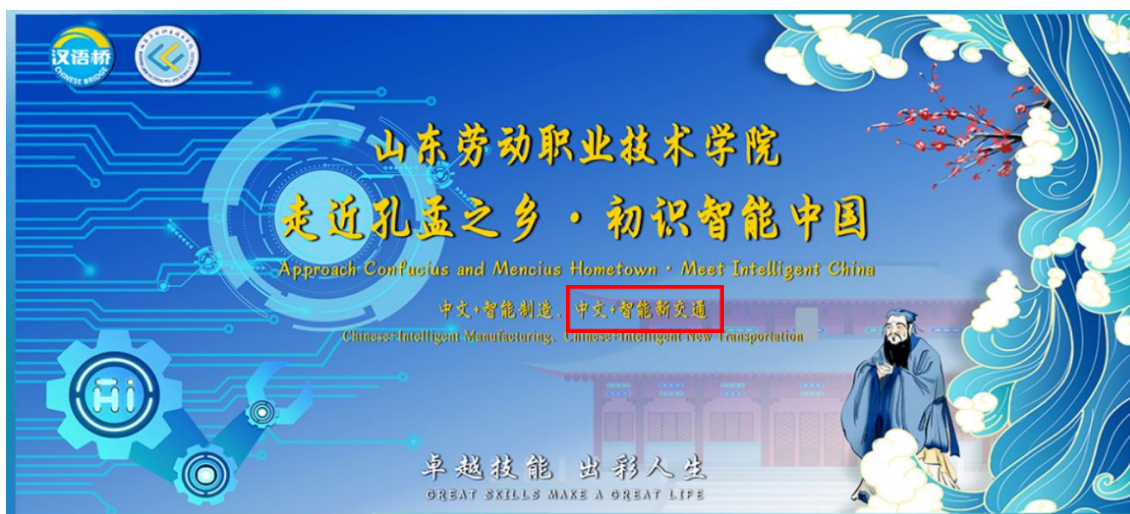 汉语桥
CHINESE BRIDGE
山东劳动职业技术学院
走近孔孟之乡·初识智能中国
Approach Confucius and Mencius Hometown · Meet Intelligent China
中文+智能制造、中文+智能新交通
Chinese+Intelligent Manufacturing、Chinese+Intelligent New Transportation
Hi
卓越技能 出彩人生
GREAT SKILLS MAKE A GREAT LIFE